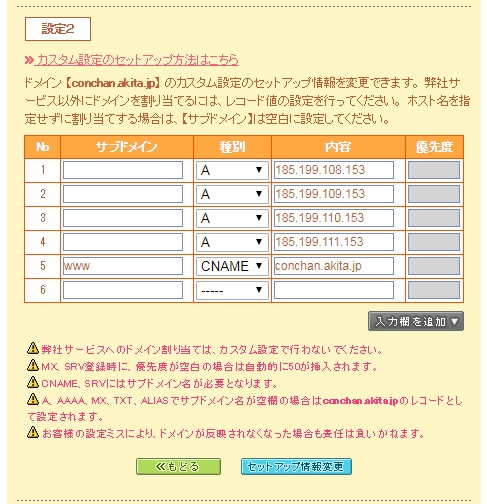 設定2
≫カスタム設定のセットアップ方法はこちら
ドメイン【conchan.akita.jp】のカスタム設定のセットアップ情報を変更できます。弊社サ
ービス以外にドメインを割り当てるには、レコード値の設定を行ってください。ホスト名を指
定せずに割り当てする場合は、【サブドメイン】は空白に設定してください。
No サブドメイン 種別 内容 優先度
1 A ▼ 185.199.108.153
2 A ▼ 185.199.109.153
3 A ▼ 185.199.110.153
4 A ▼ 185.199.111.153
5 www CNAME ▼ conchan.akita.jp
6 ----- ▼
入力欄を追加▼
弊社サービスへのドメイン割り当ては、カスタム設定で行わないでください。
MX、SRV登録時に、優先度が空白の場合は自動的に50が挿入されます。
CNAME、SRVにはサブドメイン名が必要となります。
A、AAAA、MX、TXT、ALIASでサブドメイン名が空欄の場合はconchan.akita.jpのレコードとし
て設定されます。
お客様の設定ミスにより、ドメインが反映されなくなった場合も責任は負いかねます。
≪もどる セットアップ情報変更